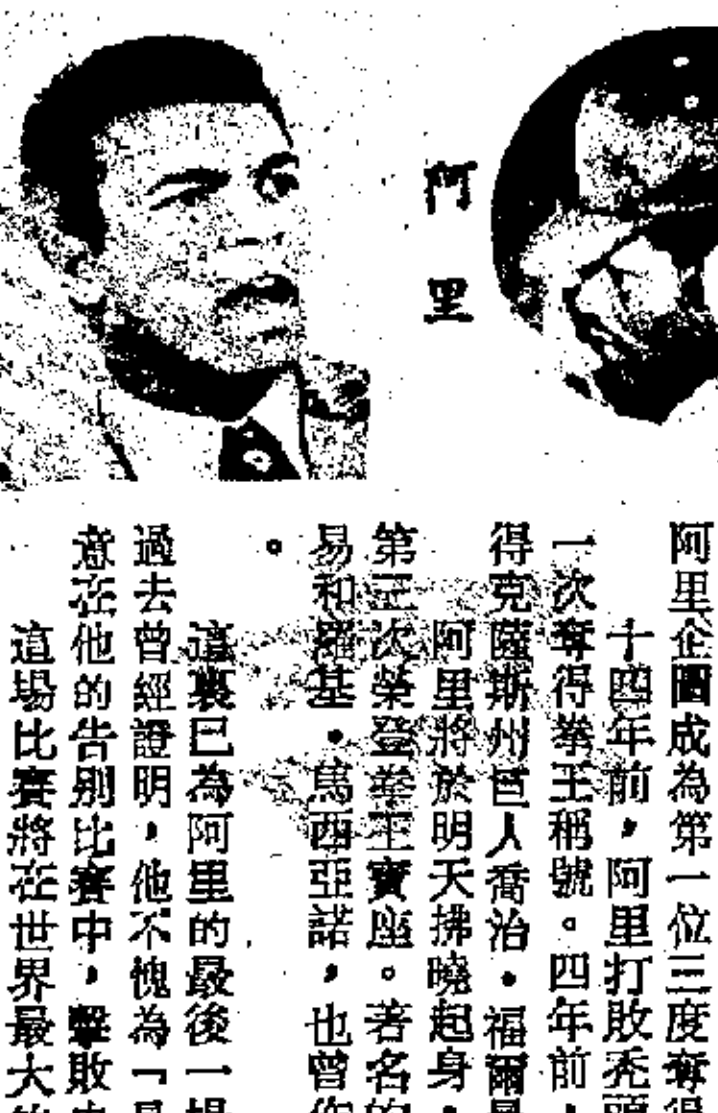 阿里
阿里企圖成為第一位三度奪得
十四年前，阿里打敗禿頭
一次奪得拳王稱號。四年前，
得克薩斯州巨人喬治·福爾曼
阿里將於明天拂曉起身，
第三次榮登拳王寶座。著名的
易和羅基·馬西亞諾，也曾作
。
這裏已為阿里的最後一場
過去曾經證明，他不愧為「最
意在他的告別比賽中，擊敗
這場比賽將在世界最大的